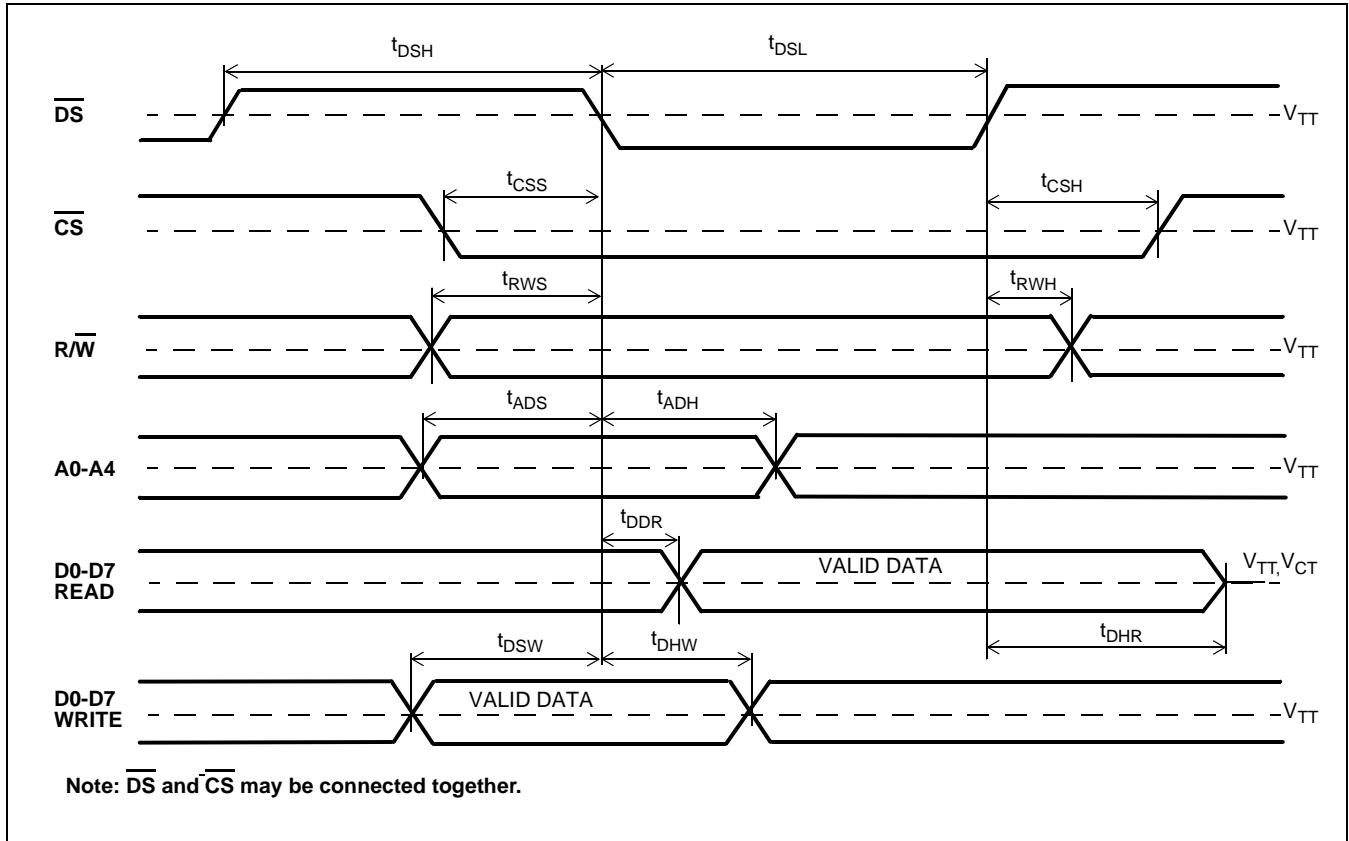 tDSH tDSL
DS VTT
tCSS tCSH
CS VTT
tRWS tRWH
R/W VTT
tADS tADH
A0-A4 VTT
tDDR
D0-D7 READ VALID DATA VTT,VCT
tDHR
tDSW tDHW
D0-D7 WRITE VALID DATA VTT
Note: DS and CS may be connected together.